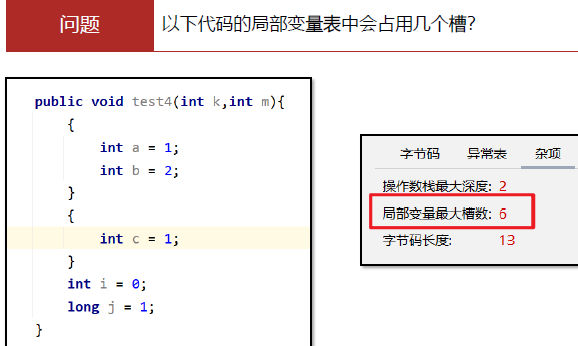 问题 以下代码的局部变量表中会占用几个槽?
public void test4(int k,int m){
{
int a = 1;
int b = 2;
}
{
int c = 1;
}
int i = 0;
long j = 1;
}
字节码 异常表 杂项
操作数栈最大深度: 2
局部变量最大槽数: 6
字节码长度: 13